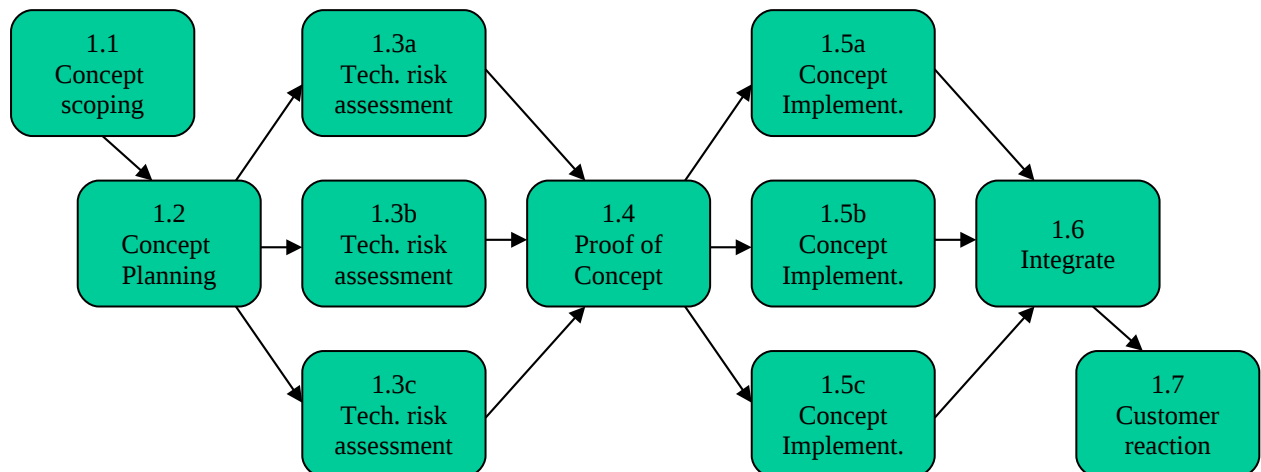 1.1
Concept
scoping
1.2
Concept
Planning
1.3a
Tech. risk
assessment
1.3b
Tech. risk
assessment
1.3c
Tech. risk
assessment
1.4
Proof of
Concept
1.5a
Concept
Implement.
1.5b
Concept
Implement.
1.5c
Concept
Implement.
1.6
Integrate
1.7
Customer
reaction